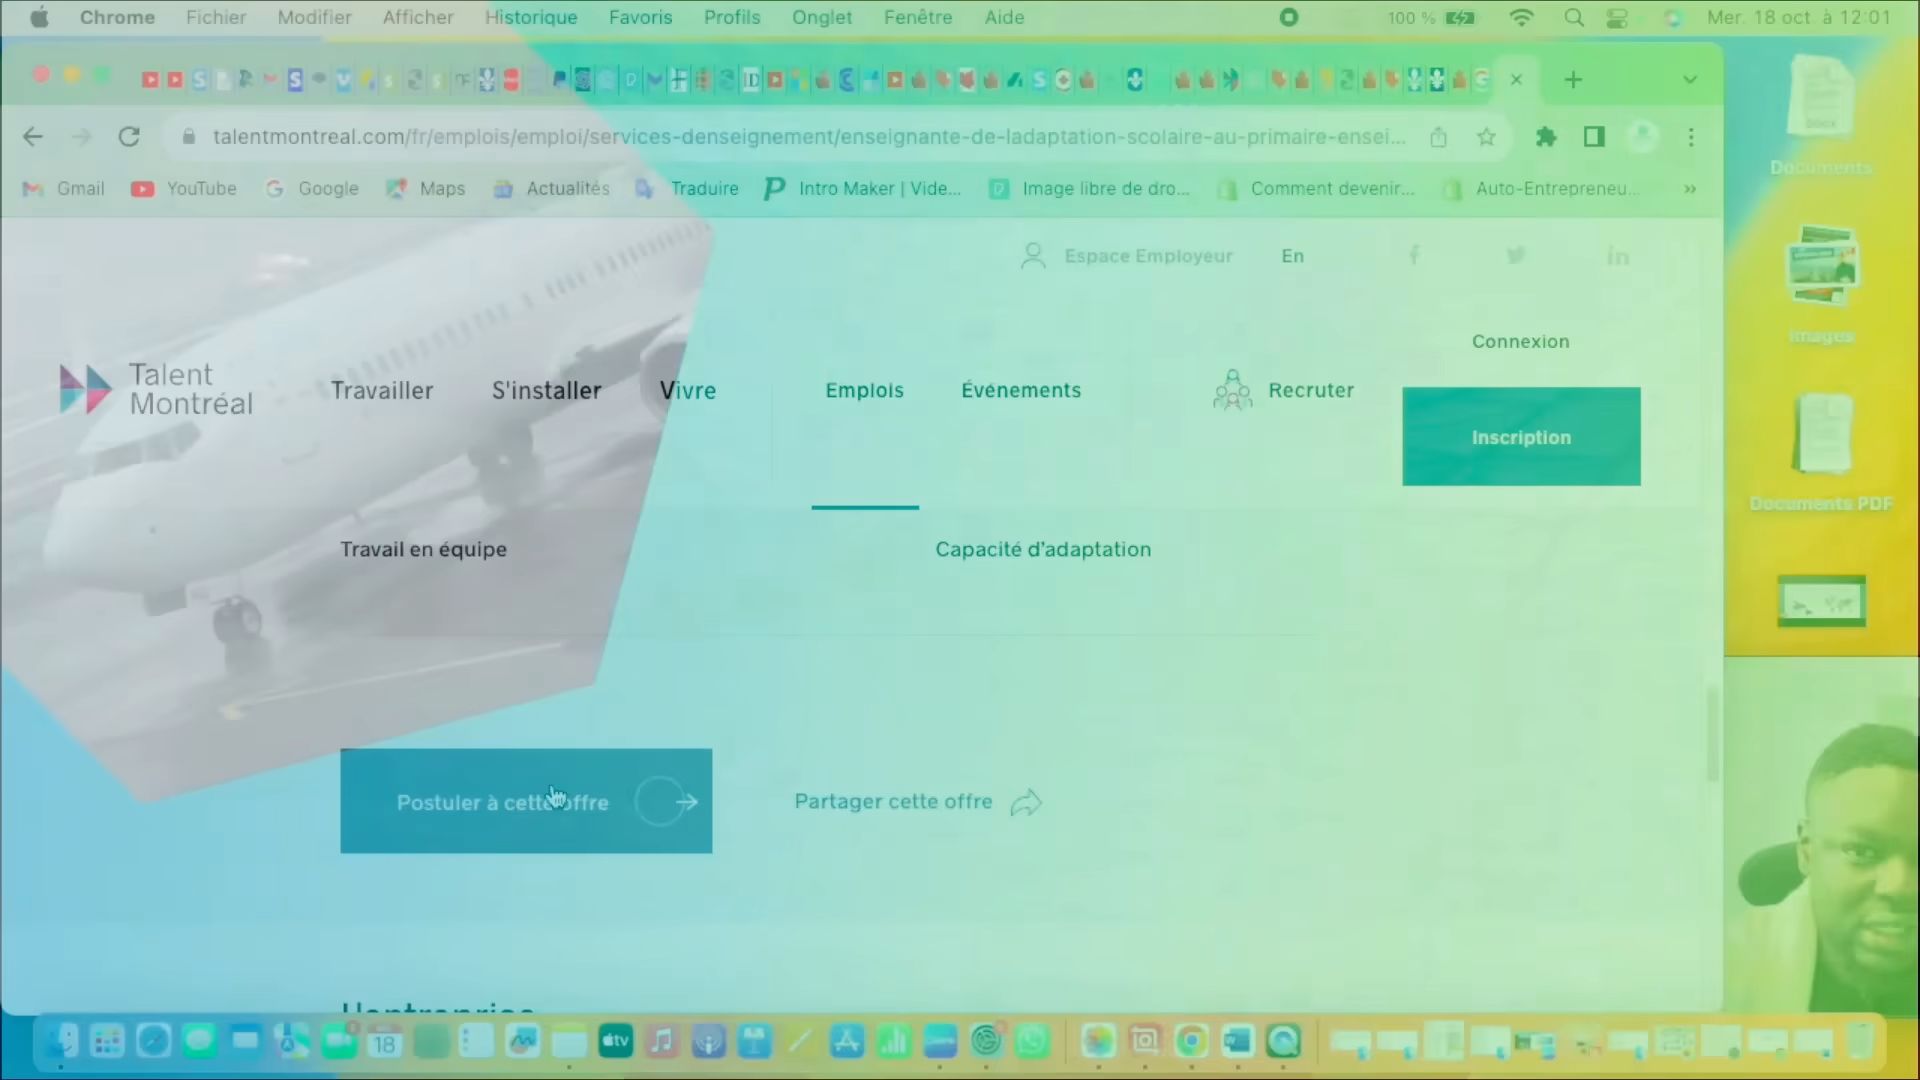 Chrome Fichier Modifier Afficher Historique Favoris Profils Onglet Fenêtre Aide 100 % Mer. 18 oct. à 12:01
talentmontreal.com/fr/emplois/emploi/services-denseignement/enseignante-de-ladaptation-scolaire-au-primaire-ensei...
Gmail YouTube Google Maps Actualités Traduire Intro Maker | Vide... Image libre de dro... Comment devenir... Auto-Entrepreneu... »
Documents
Espace Employeur En
Images
Connexion
Talent
Montréal
Travailler S'installer Vivre Emplois Événements Recruter
Inscription
Documents PDF
Travail en équipe Capacité d'adaptation
Postuler à cette offre Partager cette offre
L'entreprise
18 tv